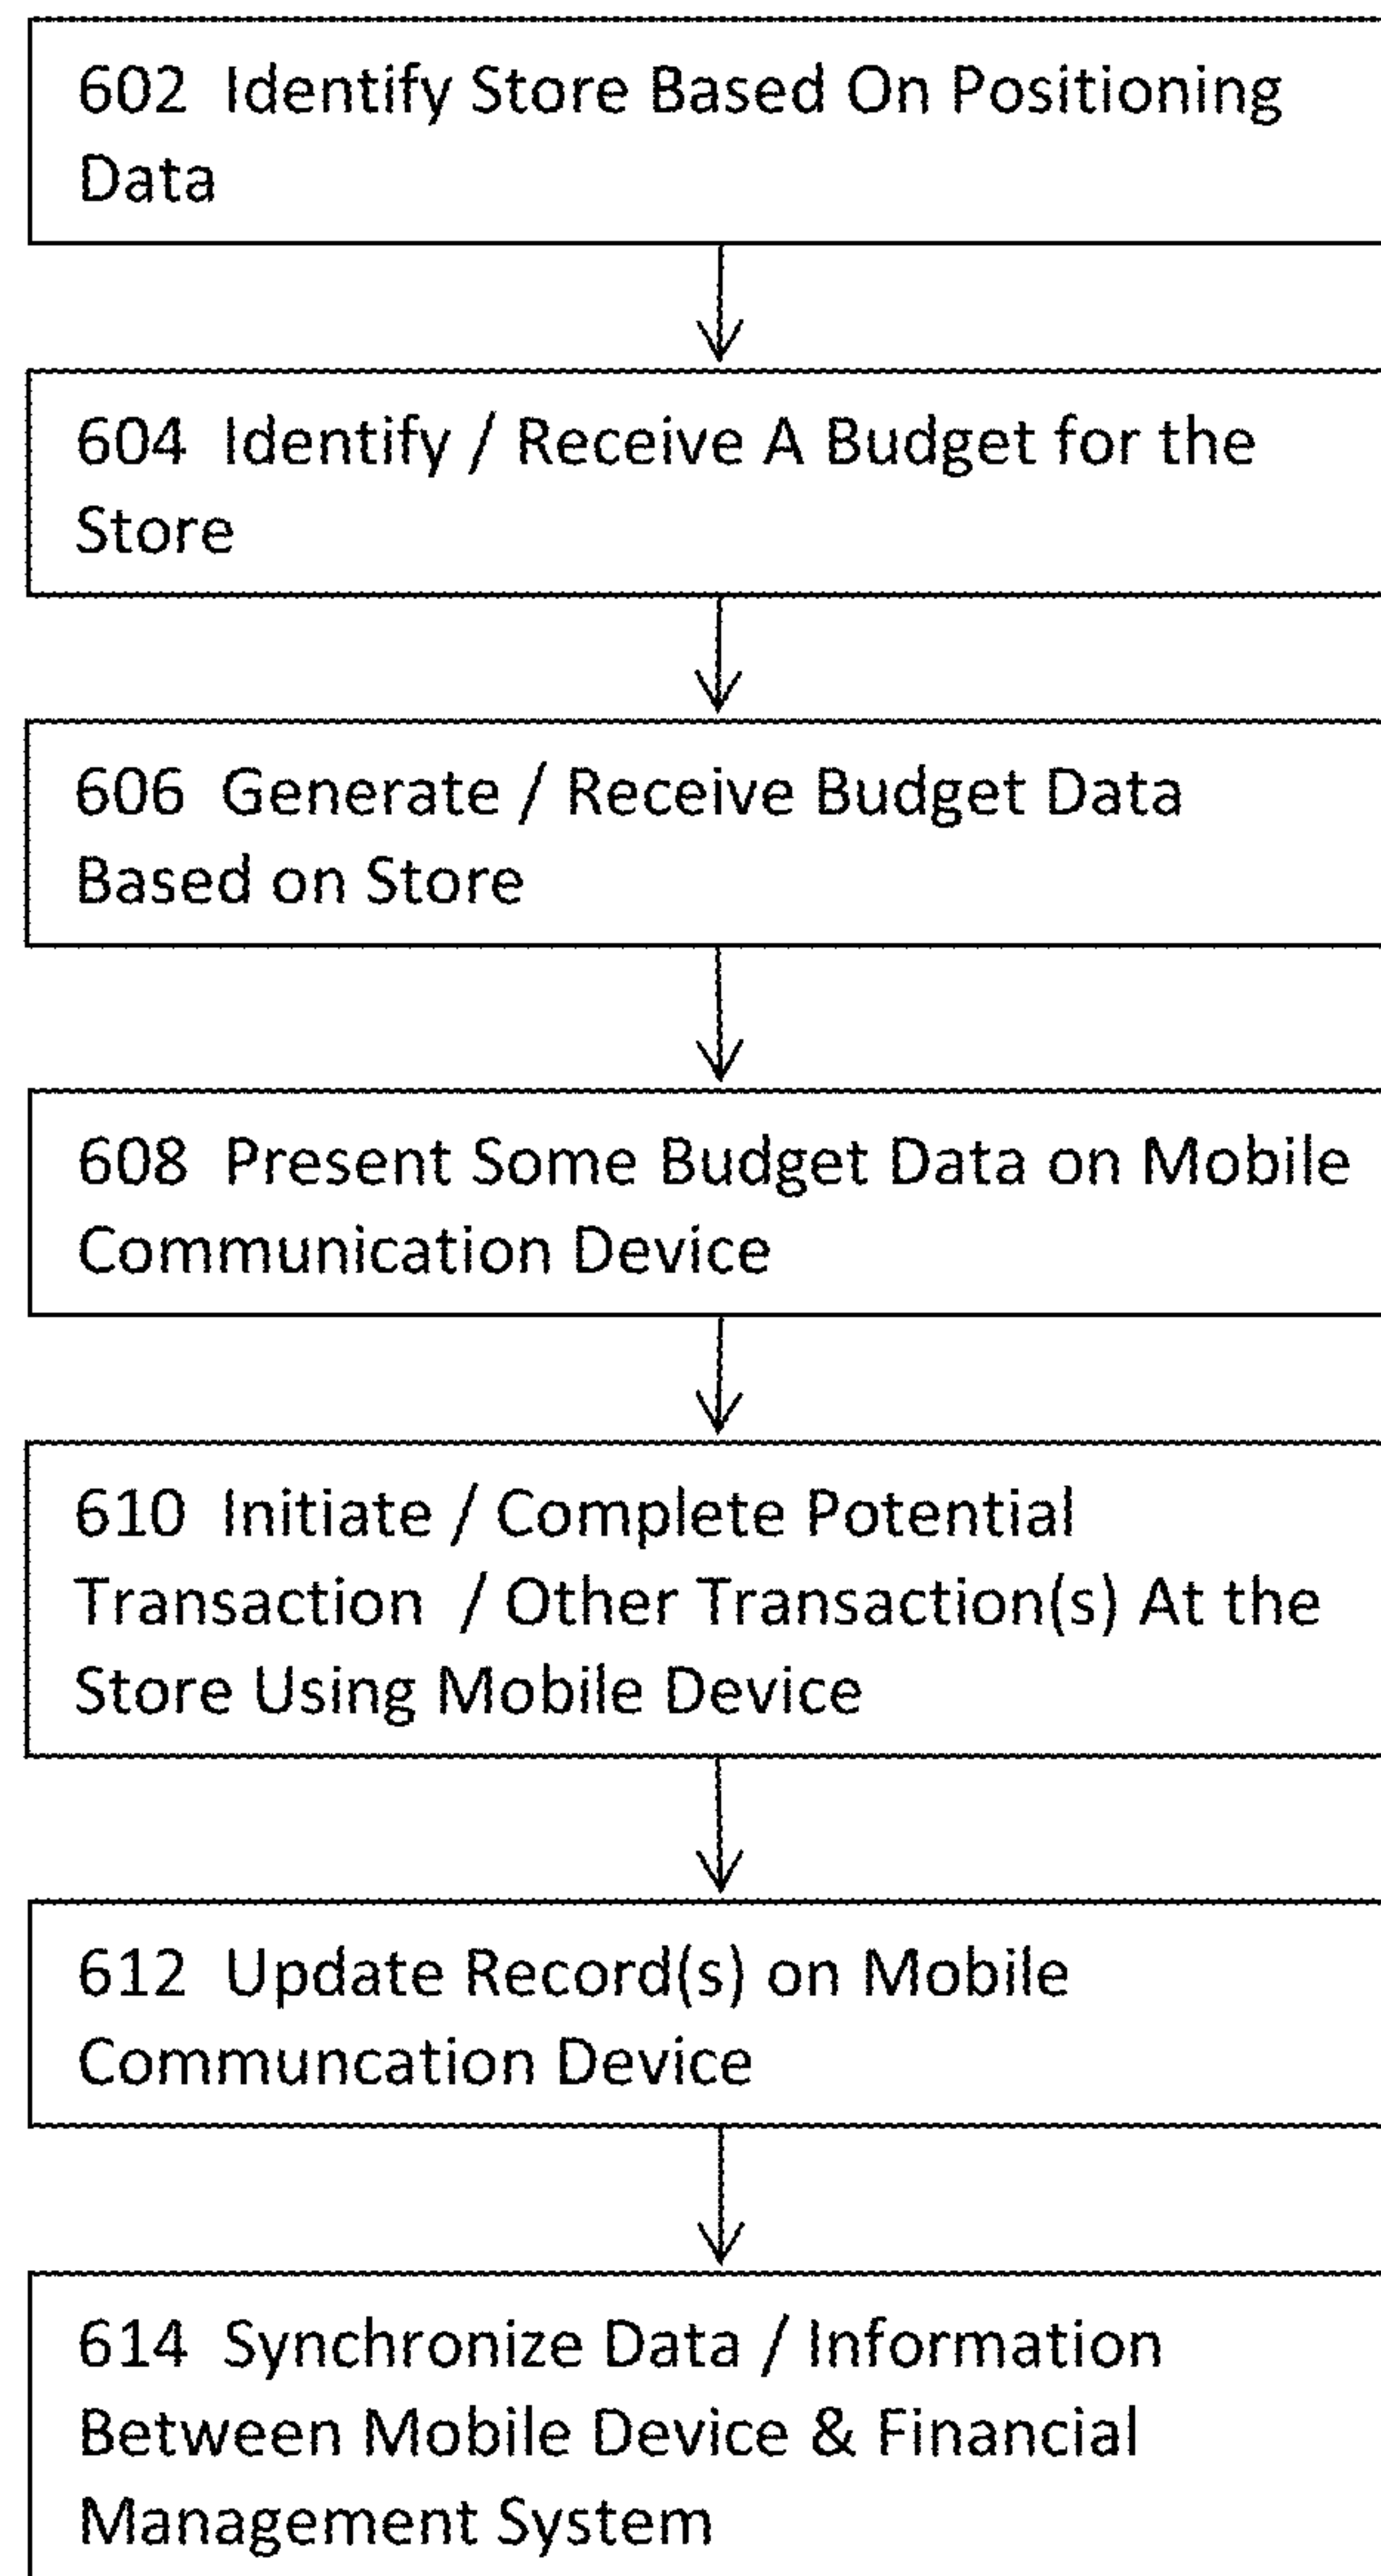 602 Identify Store Based On Positioning
Data
604 Identify / Receive A Budget for the
Store
606 Generate / Receive Budget Data
Based on Store
608 Present Some Budget Data on Mobile
Communication Device
610 Initiate / Complete Potential
Transaction / Other Transaction(s) At the
Store Using Mobile Device
612 Update Record(s) on Mobile
Communcation Device
614 Synchronize Data / Information
Between Mobile Device & Financial
Management System